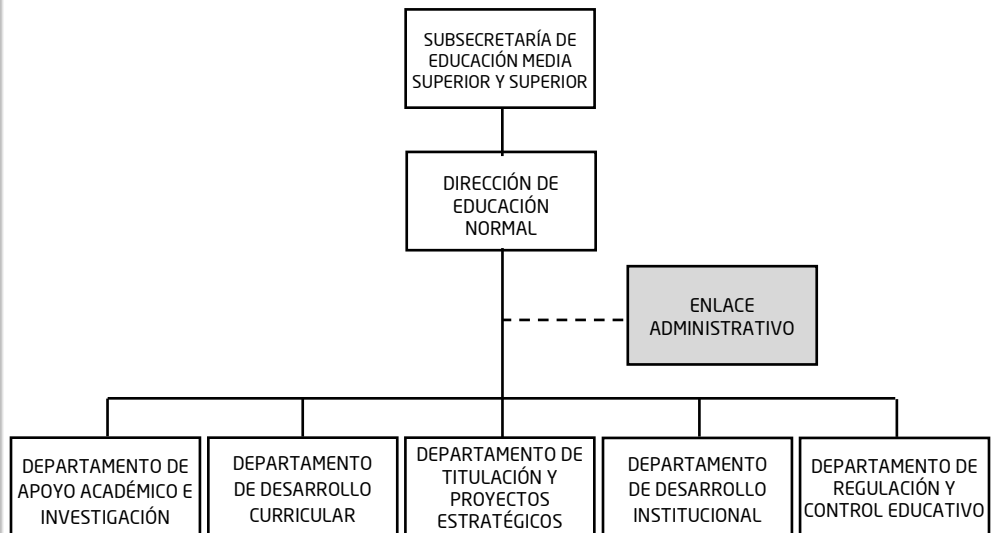 SUBSECRETARÍA DE
EDUCACIÓN MEDIA
SUPERIOR Y SUPERIOR
DIRECCIÓN DE
EDUCACIÓN
NORMAL
ENLACE
ADMINISTRATIVO
DEPARTAMENTO DE
APOYO ACADÉMICO E
INVESTIGACIÓN
DEPARTAMENTO
DE DESARROLLO
CURRICULAR
DEPARTAMENTO DE
TITULACIÓN Y
PROYECTOS
ESTRATÉGICOS
DEPARTAMENTO
DE DESARROLLO
INSTITUCIONAL
DEPARTAMENTO DE
REGULACIÓN Y
CONTROL EDUCATIVO